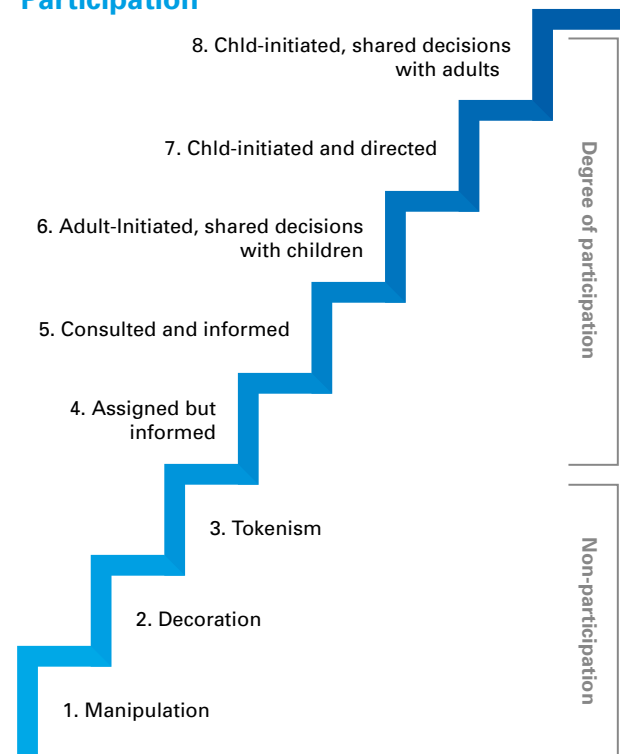 Participation
8. Chld-initiated, shared decisions
with adults
7. Chld-initiated and directed
6. Adult-Initiated, shared decisions
with children
5. Consulted and informed
4. Assigned but
informed
3. Tokenism
2. Decoration
1. Manipulation
Degree of participation
Non-participation